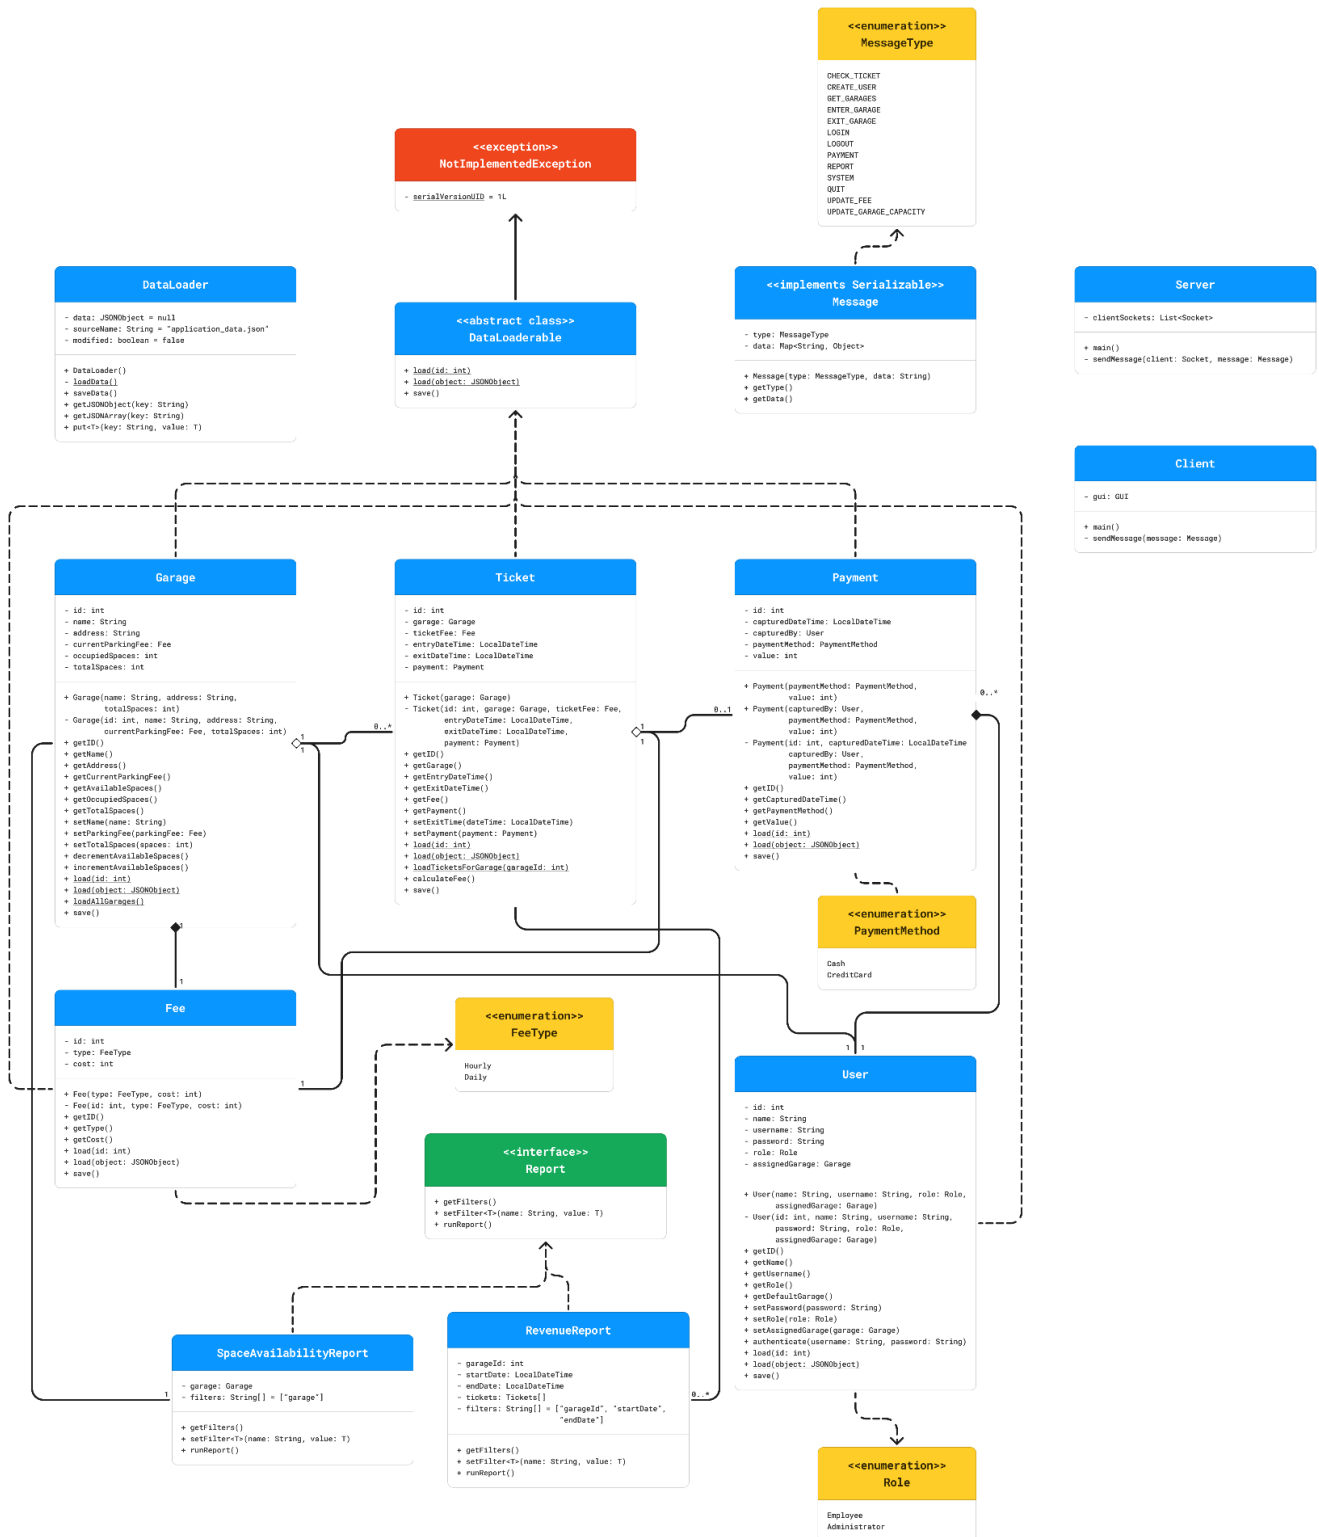 <<enumeration>>
MessageType
CHECK_TICKET
CREATE_USER
GET_GARAGES
ENTER_GARAGE
EXIT_GARAGE
LOGIN
LOGOUT
PAYMENT
REPORT
SYSTEM
QUIT
UPDATE_FEE
UPDATE_GARAGE_CAPACITY
<<exception>>
NotImplementedException
- serialVersionUID = 1L
DataLoader
- data: JSONObject = null
- sourceName: String = "application_data.json"
- modified: boolean = false
+ DataLoader()
- loadData()
+ saveData()
+ getJSONObject(key: String)
+ getJSONArray(key: String)
+ put<T>(key: String, value: T)
<<abstract class>>
DataLoaderable
+ load(id: int)
+ load(object: JSONObject)
+ save()
<<implements Serializable>>
Message
- type: MessageType
- data: Map<String, Object>
+ Message(type: MessageType, data: String)
+ getType()
+ getData()
Server
- clientSockets: List<Socket>
+ main()
- sendMessage(client: Socket, message: Message)
Client
- gui: GUI
+ main()
- sendMessage(message: Message)
Garage
- id: int
- name: String
- address: String
- currentParkingFee: Fee
- occupiedSpaces: int
- totalSpaces: int
+ Garage(name: String, address: String,
totalSpaces: int)
- Garage(id: int, name: String, address: String,
currentParkingFee: Fee, totalSpaces: int)
+ getID()
+ getName()
+ getAddress()
+ getCurrentParkingFee()
+ getAvailableSpaces()
+ getOccupiedSpaces()
+ getTotalSpaces()
+ setName(name: String)
+ setParkingFee(parkingFee: Fee)
+ setTotalSpaces(spaces: int)
+ decrementAvailableSpaces()
+ incrementAvailableSpaces()
+ load(id: int)
+ load(object: JSONObject)
+ loadAllGarages()
+ save()
1
1
0..*
1
1
Ticket
- id: int
- garage: Garage
- ticketFee: Fee
- entryDateTime: LocalDateTime
- exitDateTime: LocalDateTime
- payment: Payment
+ Ticket(garage: Garage)
- Ticket(id: int, garage: Garage, ticketFee: Fee,
entryDateTime: LocalDateTime,
exitDateTime: LocalDateTime,
payment: Payment)
+ getID()
+ getGarage()
+ getEntryDateTime()
+ getExitDateTime()
+ getFee()
+ getPayment()
+ setExitTime(dateTime: LocalDateTime)
+ setPayment(payment: Payment)
+ load(id: int)
+ load(object: JSONObject)
+ loadTicketsForGarage(garageId: int)
+ calculateFee()
+ save()
1
1
0..1
Payment
- id: int
- capturedDateTime: LocalDateTime
- capturedBy: User
- paymentMethod: PaymentMethod
- value: int
+ Payment(paymentMethod: PaymentMethod,
value: int)
+ Payment(capturedBy: User,
paymentMethod: PaymentMethod,
value: int)
- Payment(id: int, capturedDateTime: LocalDateTime
capturedBy: User,
paymentMethod: PaymentMethod,
value: int)
+ getID()
+ getCapturedDateTime()
+ getPaymentMethod()
+ getValue()
+ load(id: int)
+ load(object: JSONObject)
+ save()
0..*
<<enumeration>>
PaymentMethod
Cash
CreditCard
Fee
- id: int
- type: FeeType
- cost: int
+ Fee(type: FeeType, cost: int)
- Fee(id: int, type: FeeType, cost: int)
+ getID()
+ getType()
+ getCost()
+ load(id: int)
+ load(object: JSONObject)
+ save()
1
<<enumeration>>
FeeType
Hourly
Daily
<<interface>>
Report
+ getFilters()
+ setFilter<T>(name: String, value: T)
+ runReport()
1 1
User
- id: int
- name: String
- username: String
- password: String
- role: Role
- assignedGarage: Garage
+ User(name: String, username: String, role: Role,
assignedGarage: Garage)
- User(id: int, name: String, username: String,
password: String, role: Role,
assignedGarage: Garage)
+ getID()
+ getName()
+ getUsername()
+ getRole()
+ getDefaultGarage()
+ setPassword(password: String)
+ setRole(role: Role)
+ setAssignedGarage(garage: Garage)
+ authenticate(username: String, password: String)
+ load(id: int)
+ load(object: JSONObject)
+ save()
SpaceAvailabilityReport
- garage: Garage
- filters: String[] = ["garage"]
+ getFilters()
+ setFilter<T>(name: String, value: T)
+ runReport()
1
RevenueReport
- garageId: int
- startDate: LocalDateTime
- endDate: LocalDateTime
- tickets: Tickets[]
- filters: String[] = ["garageId", "startDate",
"endDate"]
+ getFilters()
+ setFilter<T>(name: String, value: T)
+ runReport()
0..*
<<enumeration>>
Role
Employee
Administrator